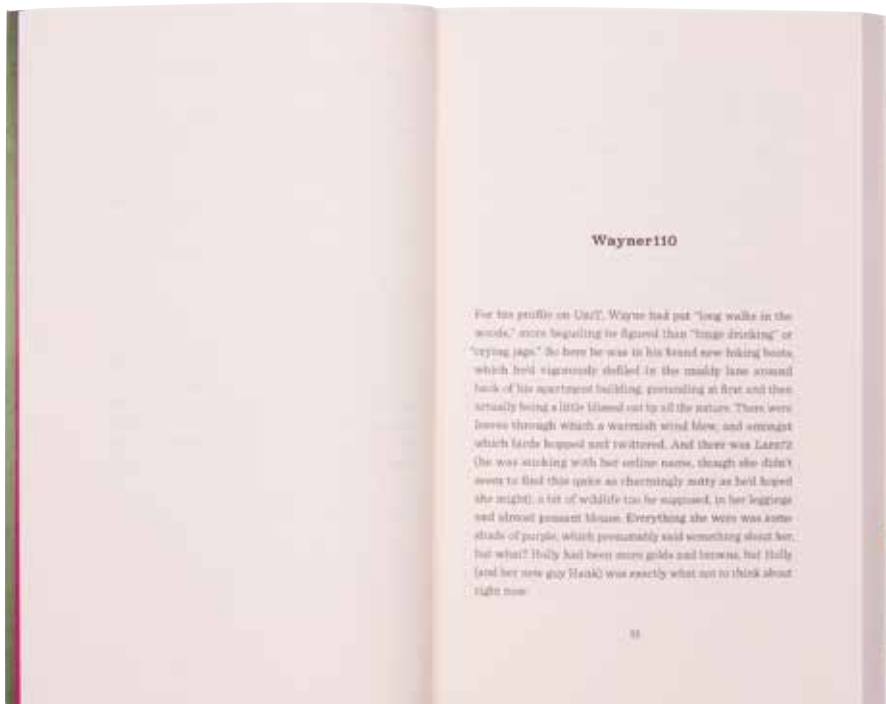 Wayner110
For his profile on UniT, Wayne had put "long walks in the
woods," more beguiling he figured than "binge drinking" or
"crying jags." So here he was in his brand new hiking boots,
which he'd vigorously defiled in the muddy lane around
back of his apartment building, pretending at first and then
actually being a little blissed out by all the nature. There were
leaves through which a warmish wind blew, and amongst
which birds hopped and twittered. And there was Lara72
(he was sticking with her online name, though she didn't
seem to find this quite as charmingly nutty as he'd hoped
she might), a bit of wildlife too he supposed, in her leggings
and almost peasant blouse. Everything she wore was some
shade of purple, which presumably said something about her,
but what? Holly had been more golds and browns, but Holly
(and her new guy Hank) was exactly what not to think about
right now.